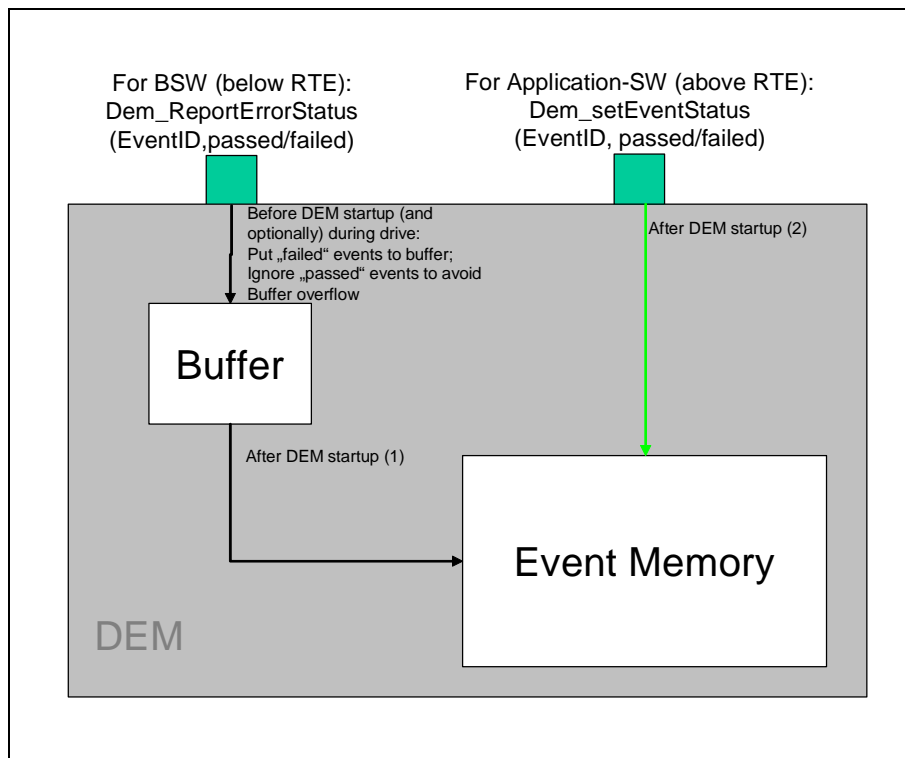 For BSW (below RTE):
Dem_ReportErrorStatus
(EventID,passed/failed)
For Application-SW (above RTE):
Dem_setEventStatus
(EventID, passed/failed)
Before DEM startup (and
optionally) during drive:
Put „failed“ events to buffer;
Ignore „passed“ events to avoid
Buffer overflow
After DEM startup (2)
Buffer
After DEM startup (1)
Event Memory
DEM